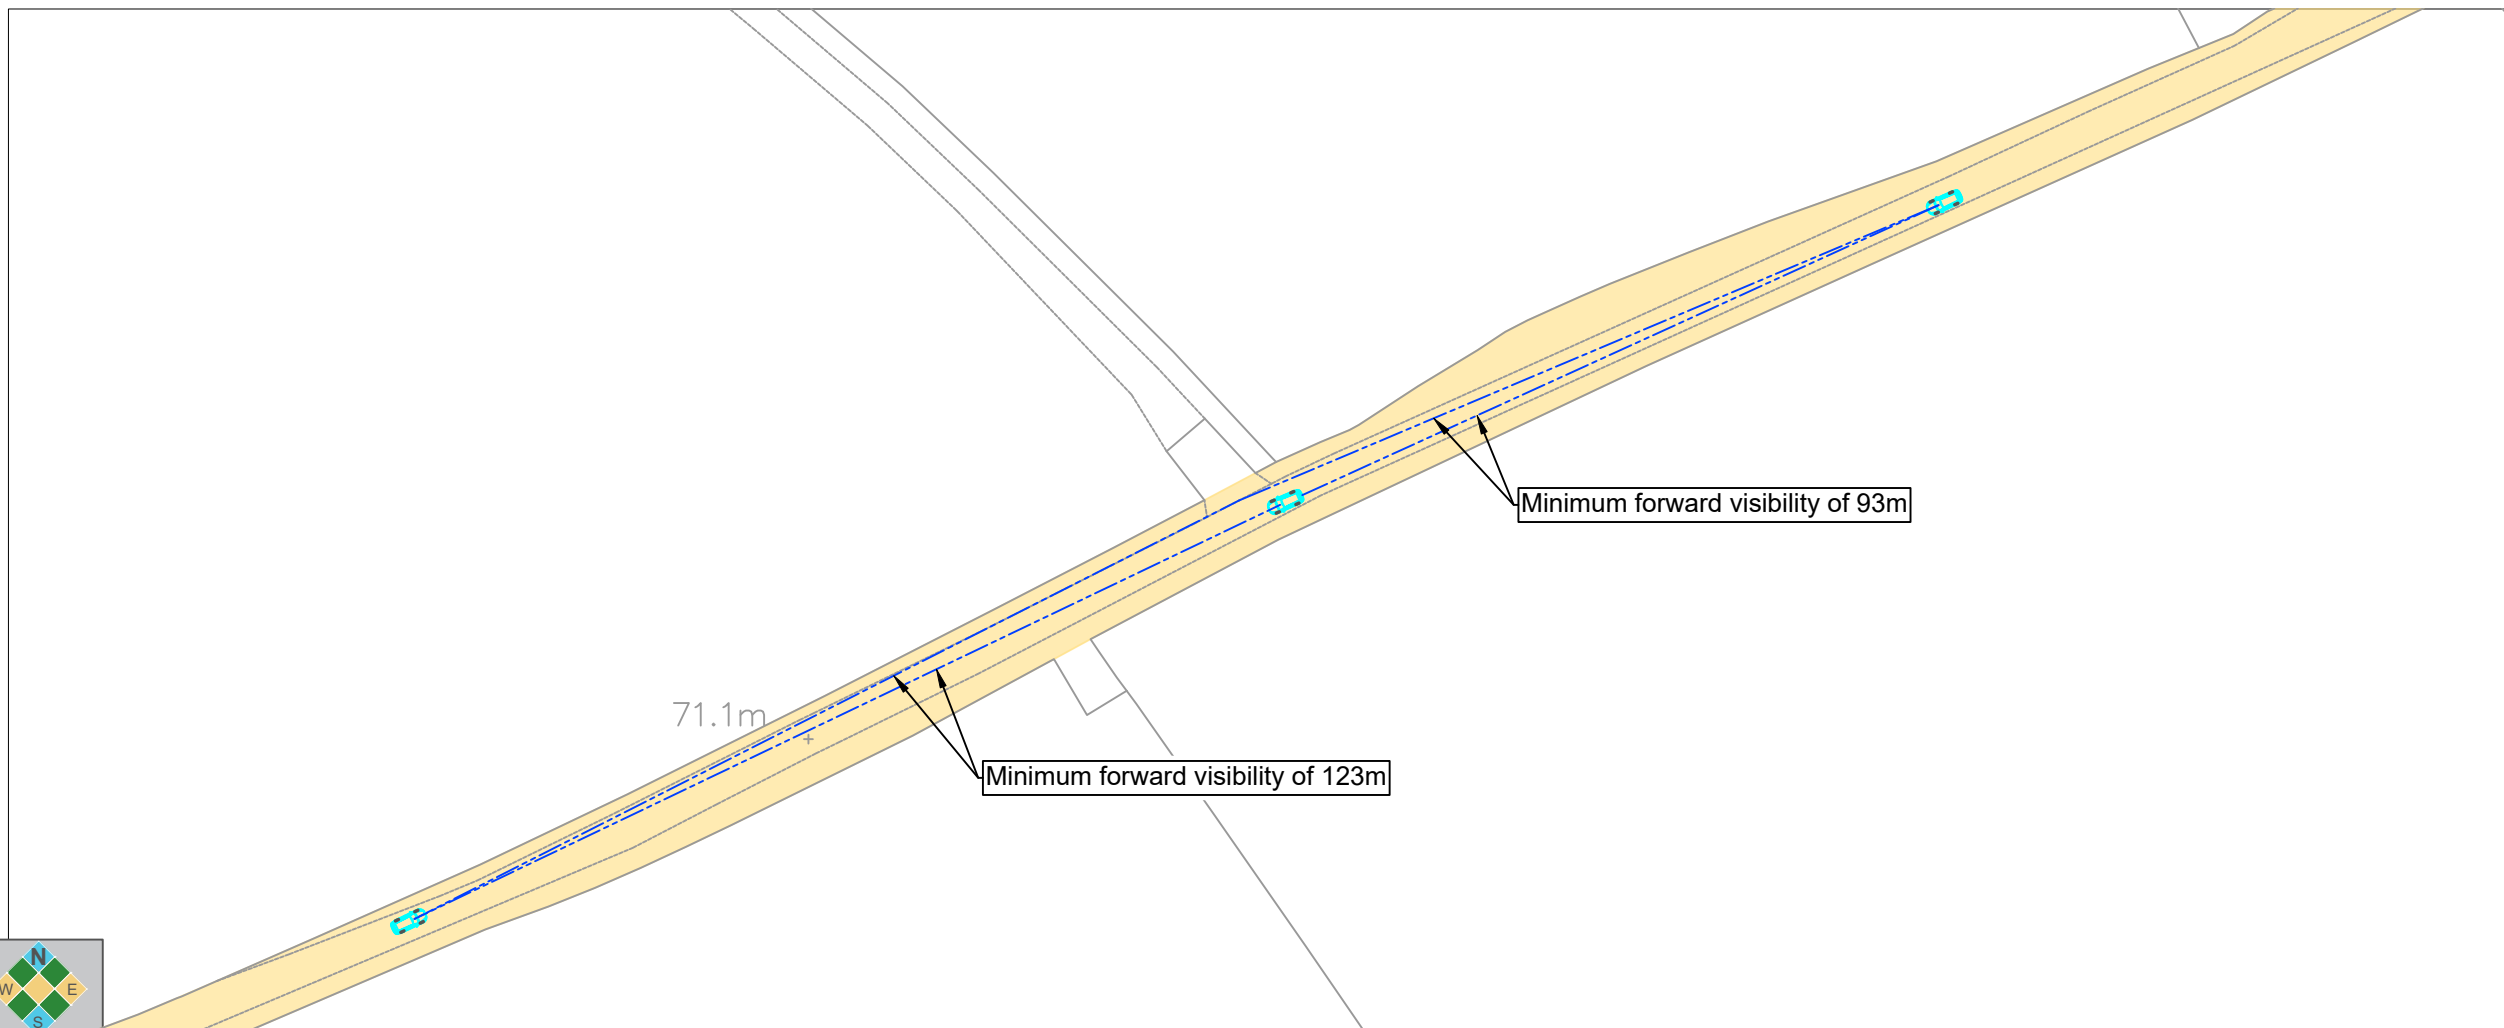 Minimum forward visibility of 93m
71.1m
Minimum forward visibility of 123m
N
W E
S